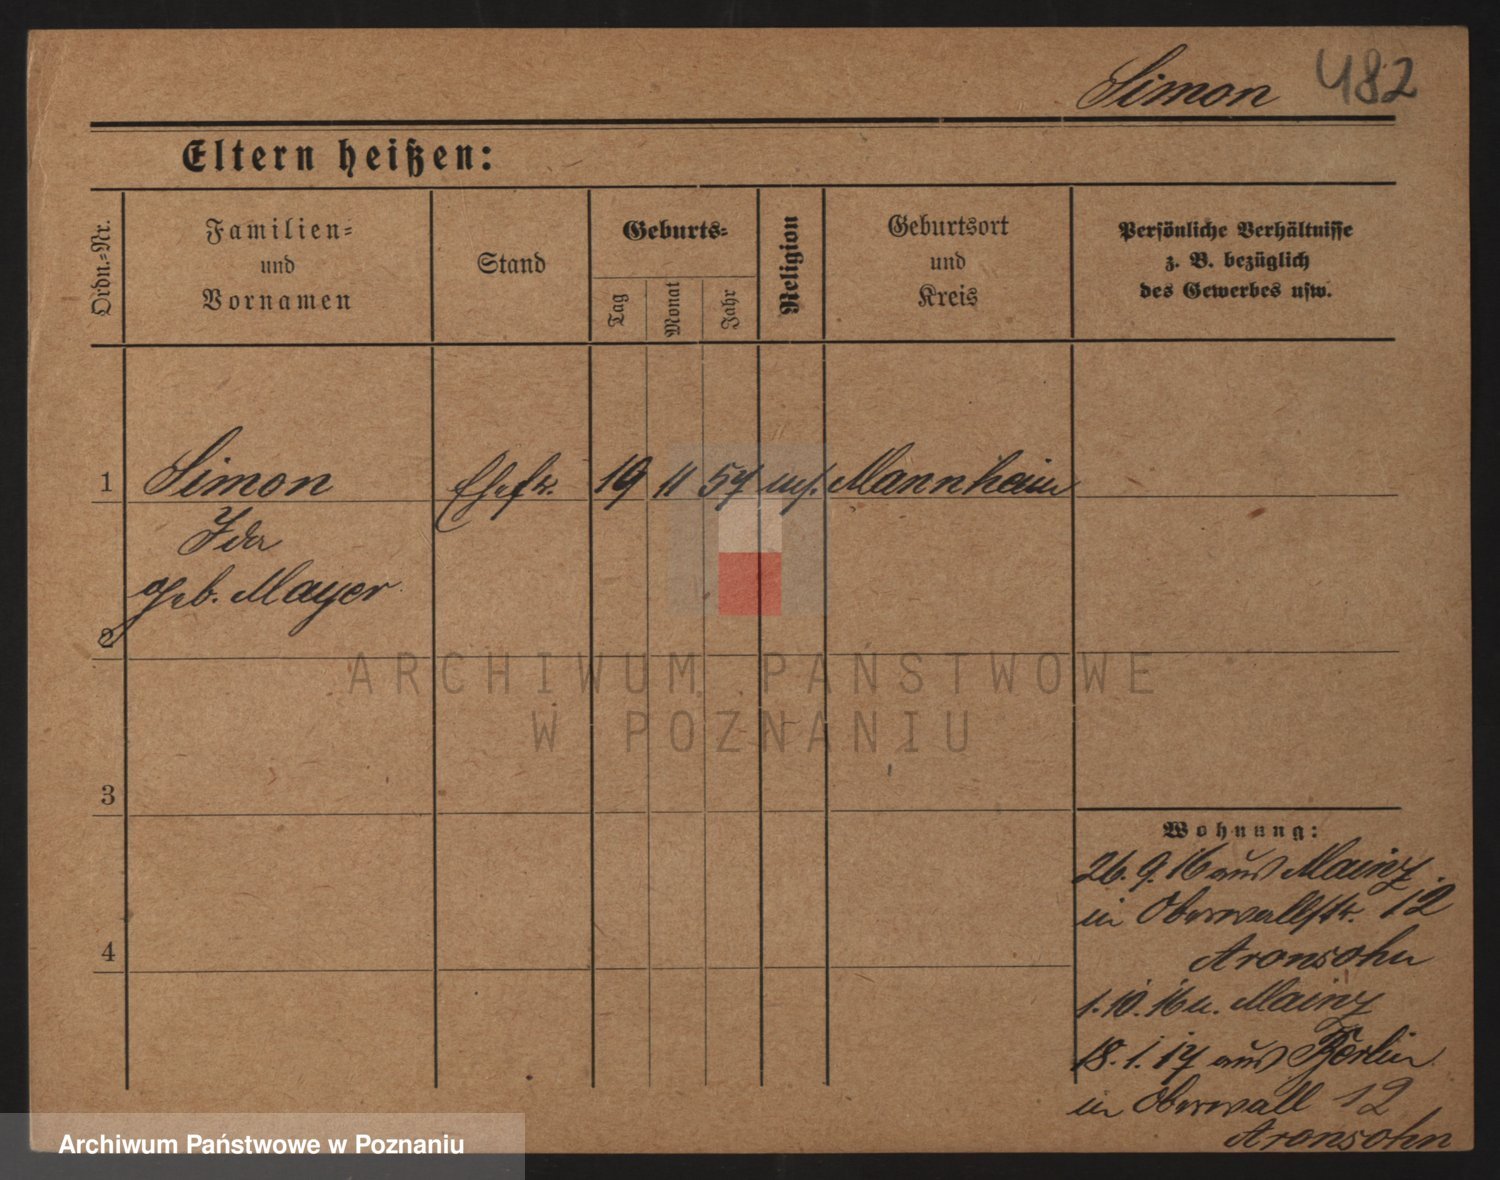 Simon 482
Eltern heißen:
Ordn.-Nr.
Familien-
und
Vornamen
Stand
Geburts-
Tag
Monat
Jahr
Religion
Geburtsort
und
Kreis
Persönliche Verhältnisse
z. B. bezüglich
des Gewerbes usw.
1 Simon Ehefr. 19 11 57 Mannheim
Ida
geb. Mayer
2
ARCHIWUM PAŃSTWOWE
W POZNANIU
3
Wohnung:
26. 9. 16 aus Mainz
in Oberwallstr. 12
Aronsohn
4
1. 10. 16 n. Mainz
18. 1. 17 aus Berlin
in Oberwall 12
Aronsohn
Archiwum Państwowe w Poznaniu